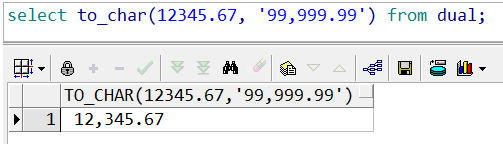 select to_char(12345.67, '99,999.99') from dual;
TO_CHAR(12345.67,'99,999.99')
1 12,345.67